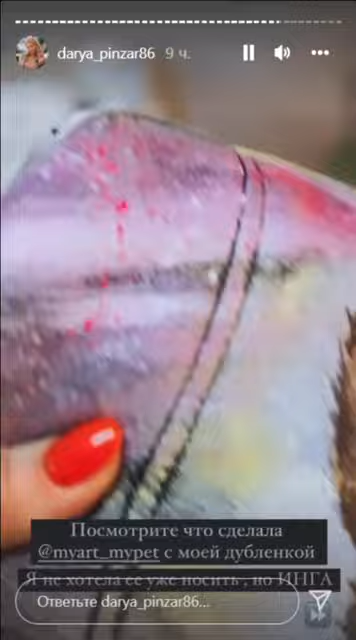 darya_pinzar86 9 ч.
Посмотрите что сделала
@myart_mypet с моей дубленкой
Я не хотела ее уже носить , но ИНГА
Ответьте darya_pinzar86...